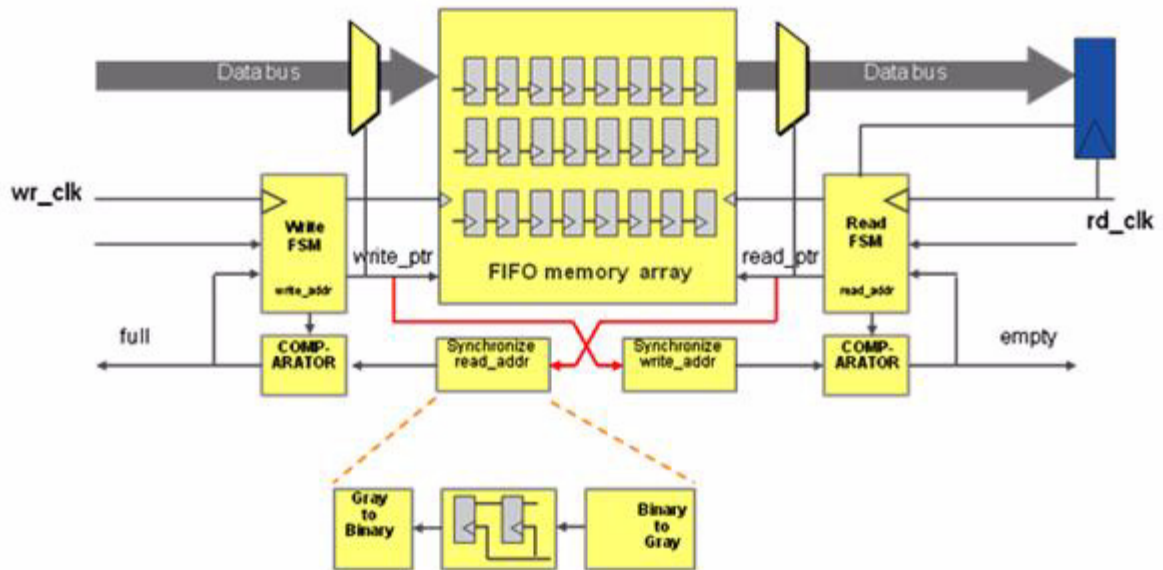 Data bus
Data bus
wr_clk
Write
FSM
write_addr
write_ptr
FIFO memory array
read_ptr
Read
FSM
read_addr
rd_clk
full
COMP-
ARATOR
Synchronize
read_addr
Synchronize
write_addr
COMP-
ARATOR
empty
Gray
to
Binary
Binary
to
Gray